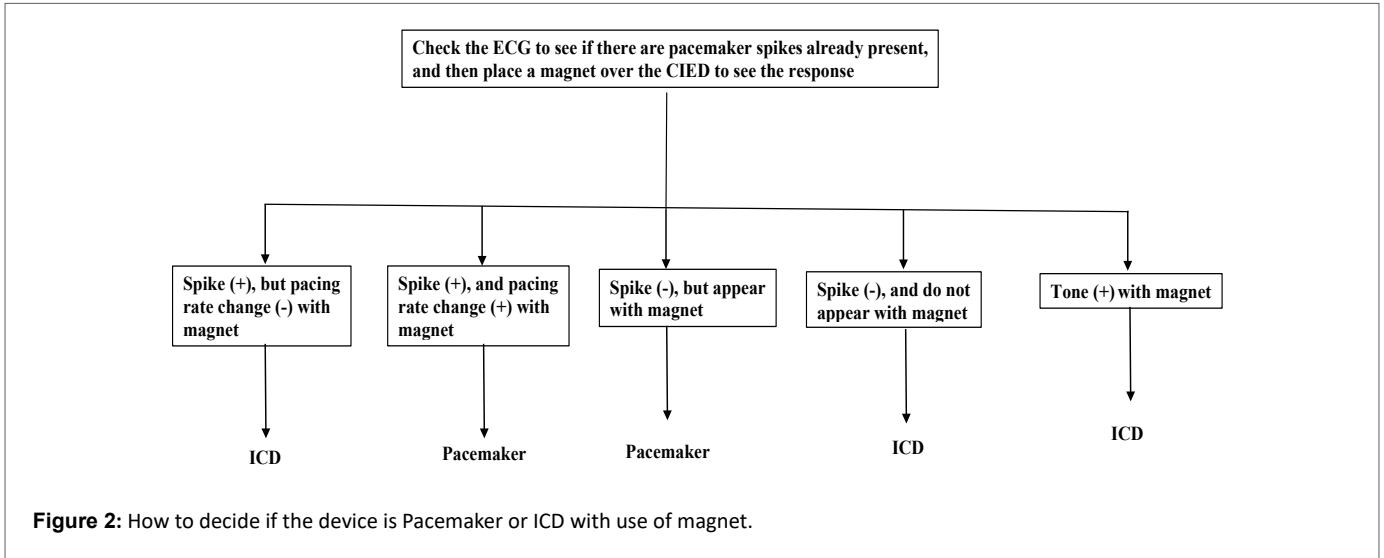 Check the ECG to see if there are pacemaker spikes already present,
and then place a magnet over the CIED to see the response
Spike (+), but pacing
rate change (-) with
magnet
Spike (+), and pacing
rate change (+) with
magnet
Spike (-), but appear
with magnet
Spike (-), and do not
appear with magnet
Tone (+) with magnet
ICD
Pacemaker
Pacemaker
ICD
ICD
Figure 2: How to decide if the device is Pacemaker or ICD with use of magnet.